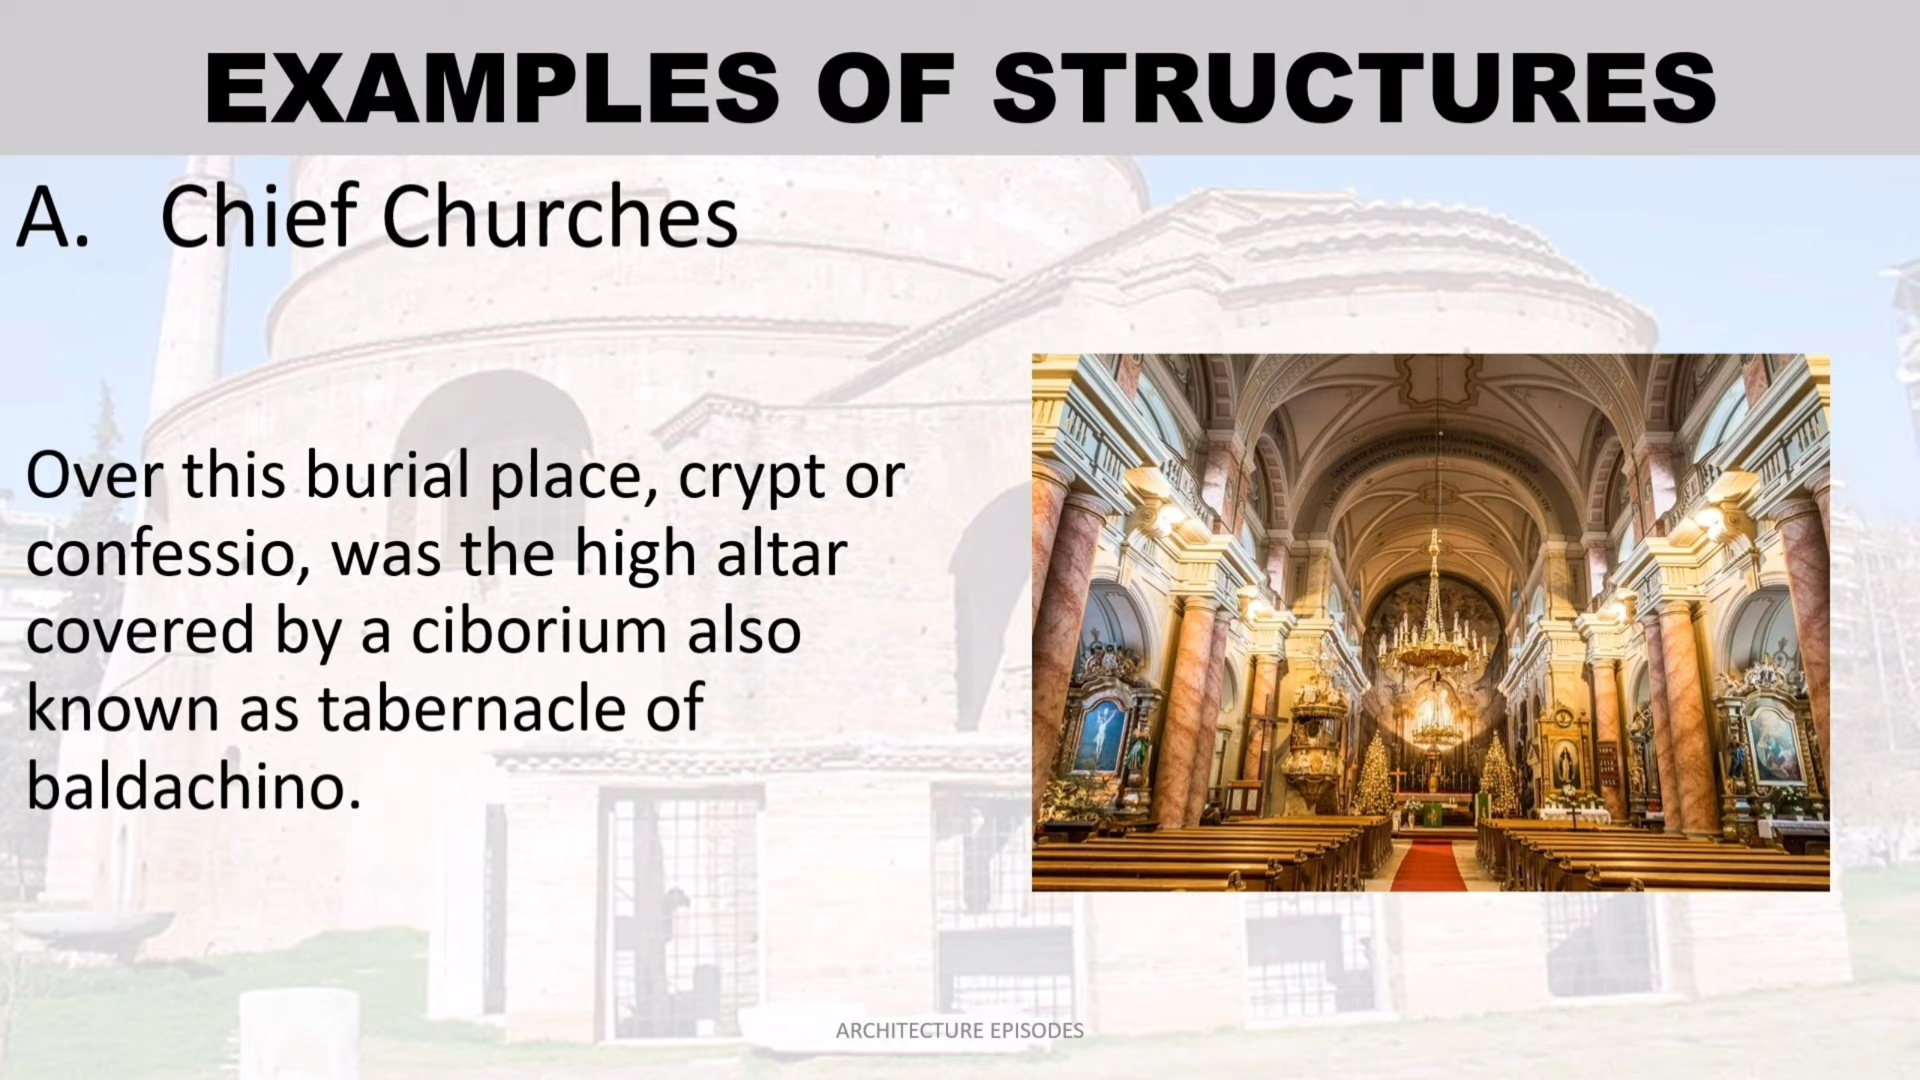 EXAMPLES OF STRUCTURES
A. Chief Churches
Over this burial place, crypt or
confessio, was the high altar
covered by a ciborium also
known as tabernacle of
baldachino.
ARCHITECTURE EPISODES